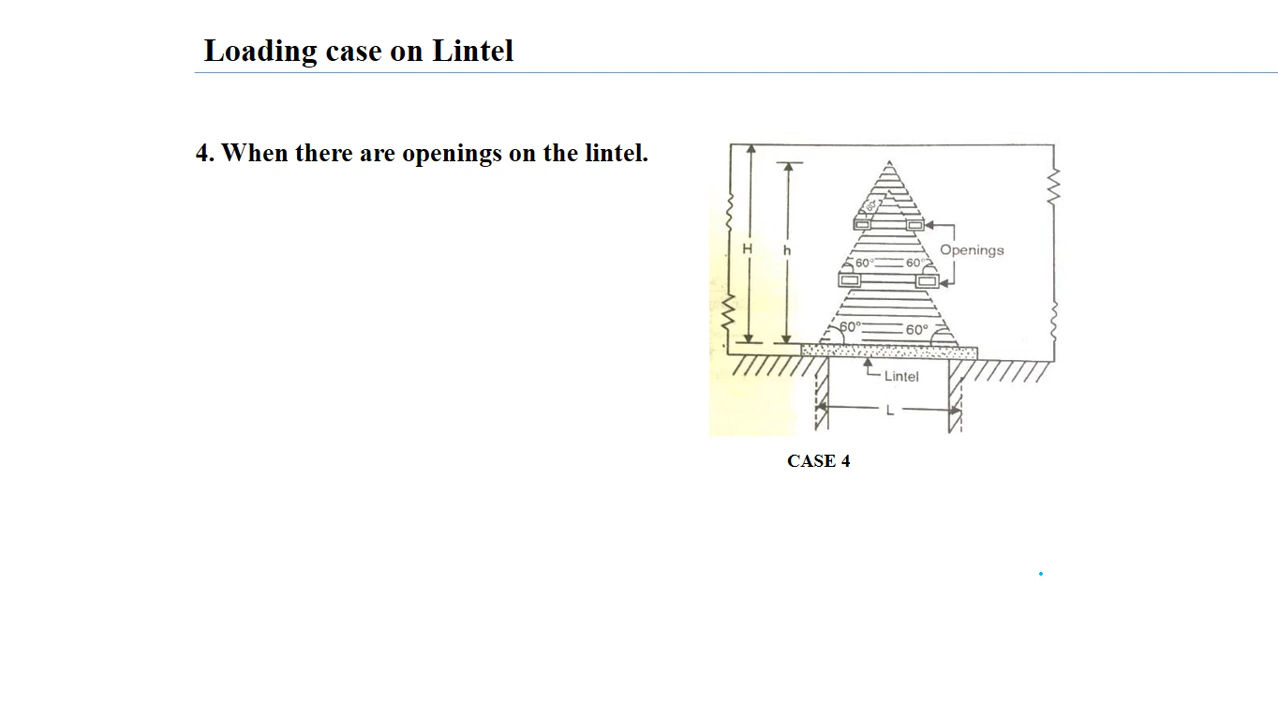 Loading case on Lintel
4. When there are openings on the lintel.
60°
H
h
Openings
60°
60°
60°
60°
Lintel
L
CASE 4